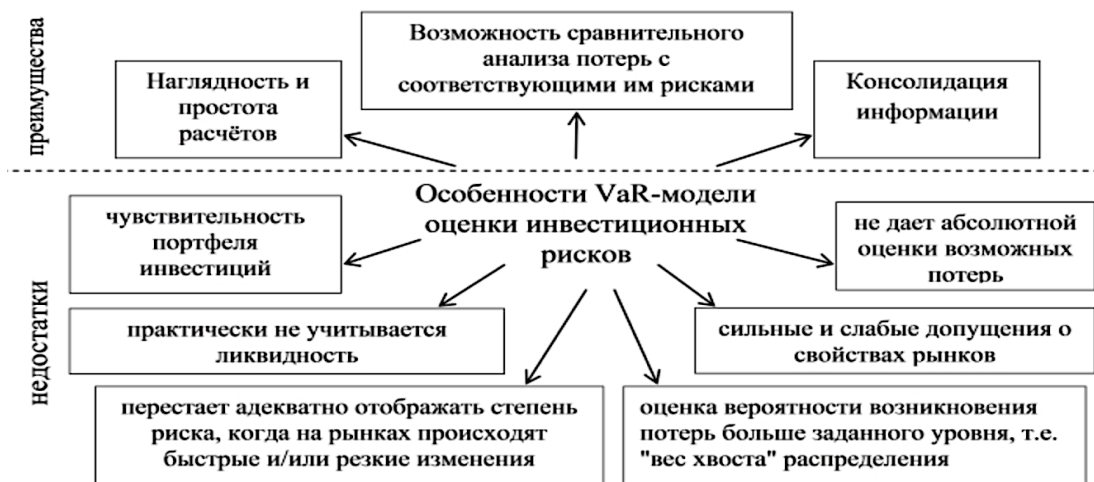 преимущества
Наглядность и
простота
расчётов
Возможность сравнительного
анализа потерь с
соответствующими им рисками
Консолидация
информации
Особенности VaR-модели
оценки инвестиционных
рисков
недостатки
чувствительность
портфеля
инвестиций
не дает абсолютной
оценки возможных
потерь
практически не учитывается
ликвидность
сильные и слабые допущения о
свойствах рынков
перестает адекватно отображать степень
риска, когда на рынках происходят
быстрые и/или резкие изменения
оценка вероятности возникновения
потерь больше заданного уровня, т.е.
"вес хвоста" распределения